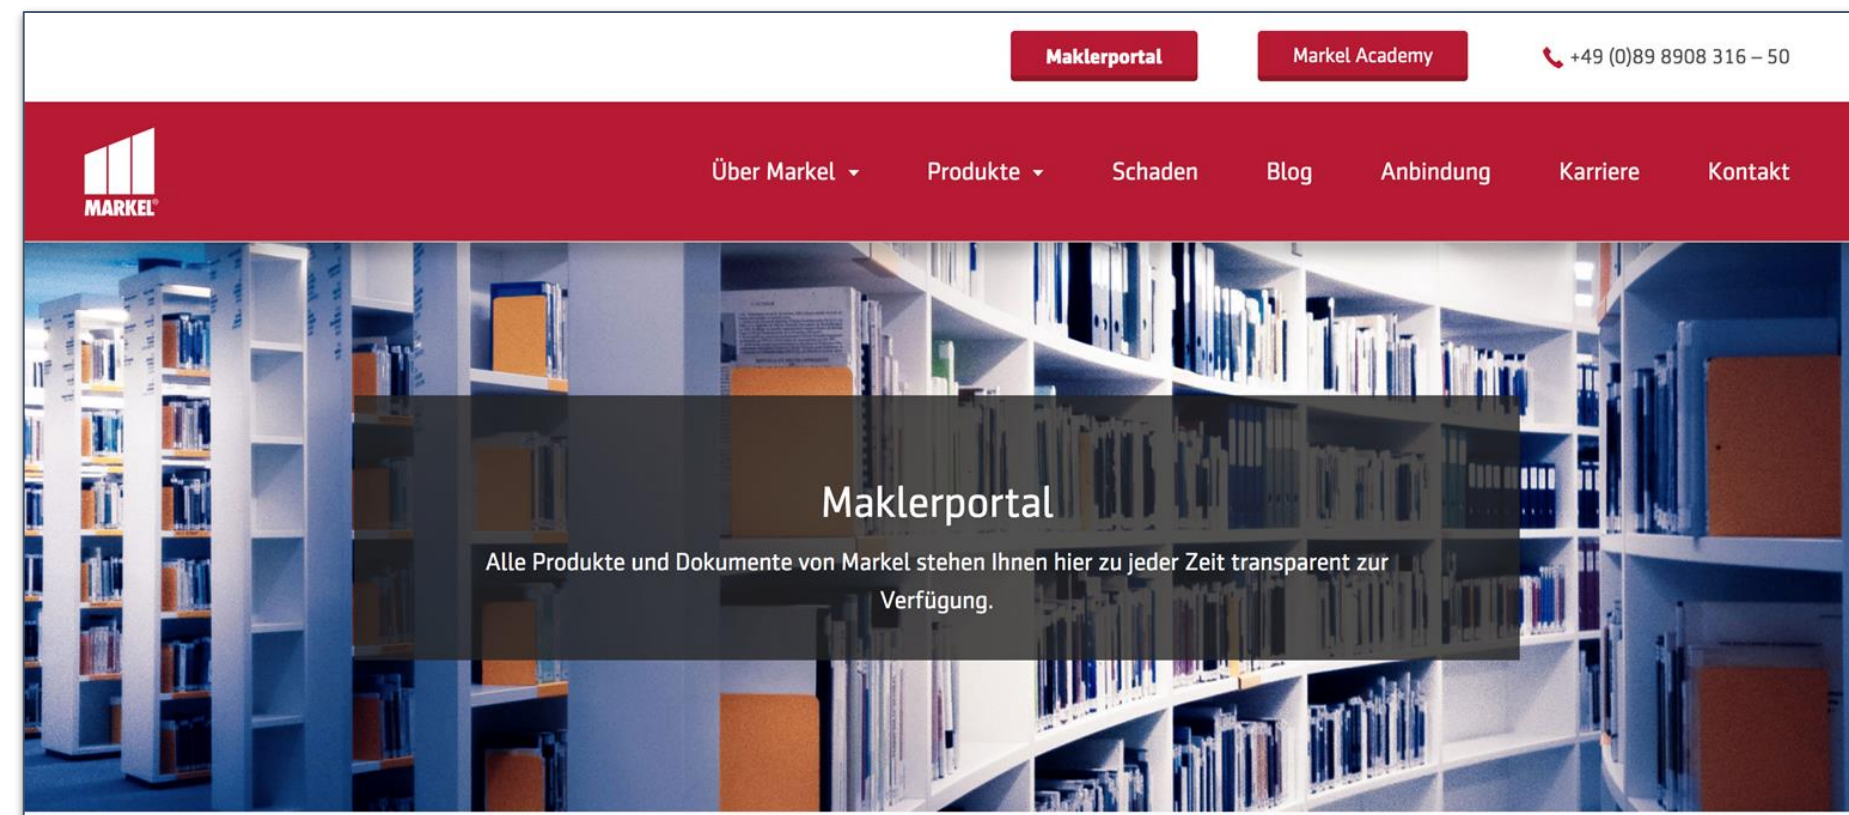 Maklerportal
Markel Academy
+49 (0)89 8908 316 – 50
MARKEL®
Über Markel
Produkte
Schaden
Blog
Anbindung
Karriere
Kontakt
Maklerportal
Alle Produkte und Dokumente von Markel stehen Ihnen hier zu jeder Zeit transparent zur
Verfügung.